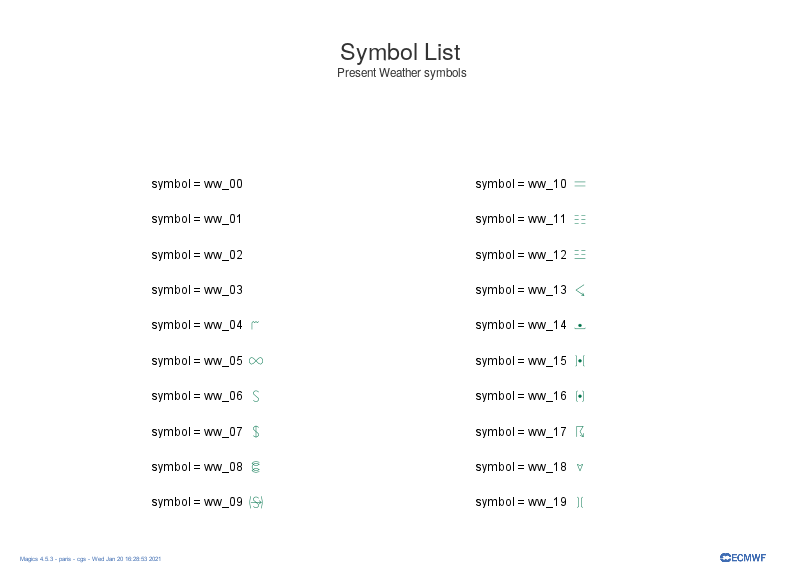 Symbol List
Present Weather symbols
symbol = ww_00
symbol = ww_01
symbol = ww_02
symbol = ww_03
symbol = ww_04
symbol = ww_05
symbol = ww_06
symbol = ww_07
symbol = ww_08
symbol = ww_09
symbol = ww_10
symbol = ww_11
symbol = ww_12
symbol = ww_13
symbol = ww_14
symbol = ww_15
symbol = ww_16
symbol = ww_17
symbol = ww_18
symbol = ww_19
Magics 4.5.3 - paris - cgs - Wed Jan 20 16:28:53 2021
ECMWF